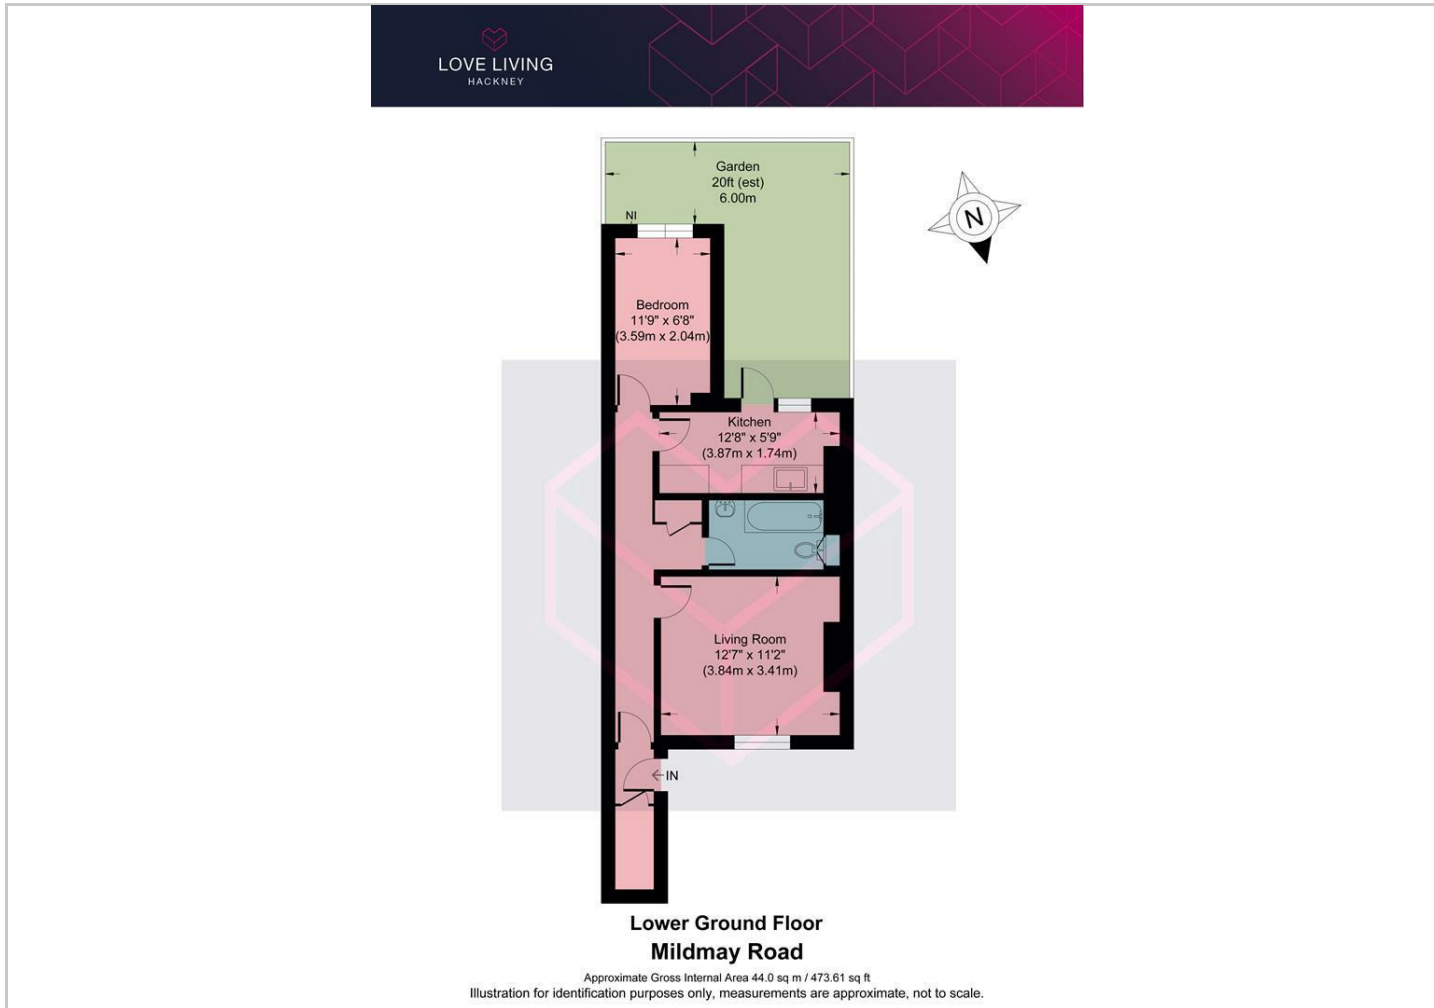 LOVE LIVING
HACKNEY
Garden
20ft (est)
6.00m
NI
N
Bedroom
11'9" x 6'8"
(3.59m x 2.04m)
Kitchen
12'8" x 5'9"
(3.87m x 1.74m)
Living Room
12'7" x 11'2"
(3.84m x 3.41m)
IN
Lower Ground Floor
Mildmay Road
Approximate Gross Internal Area 44.0 sq m / 473.61 sq ft
Illustration for identification purposes only, measurements are approximate, not to scale.